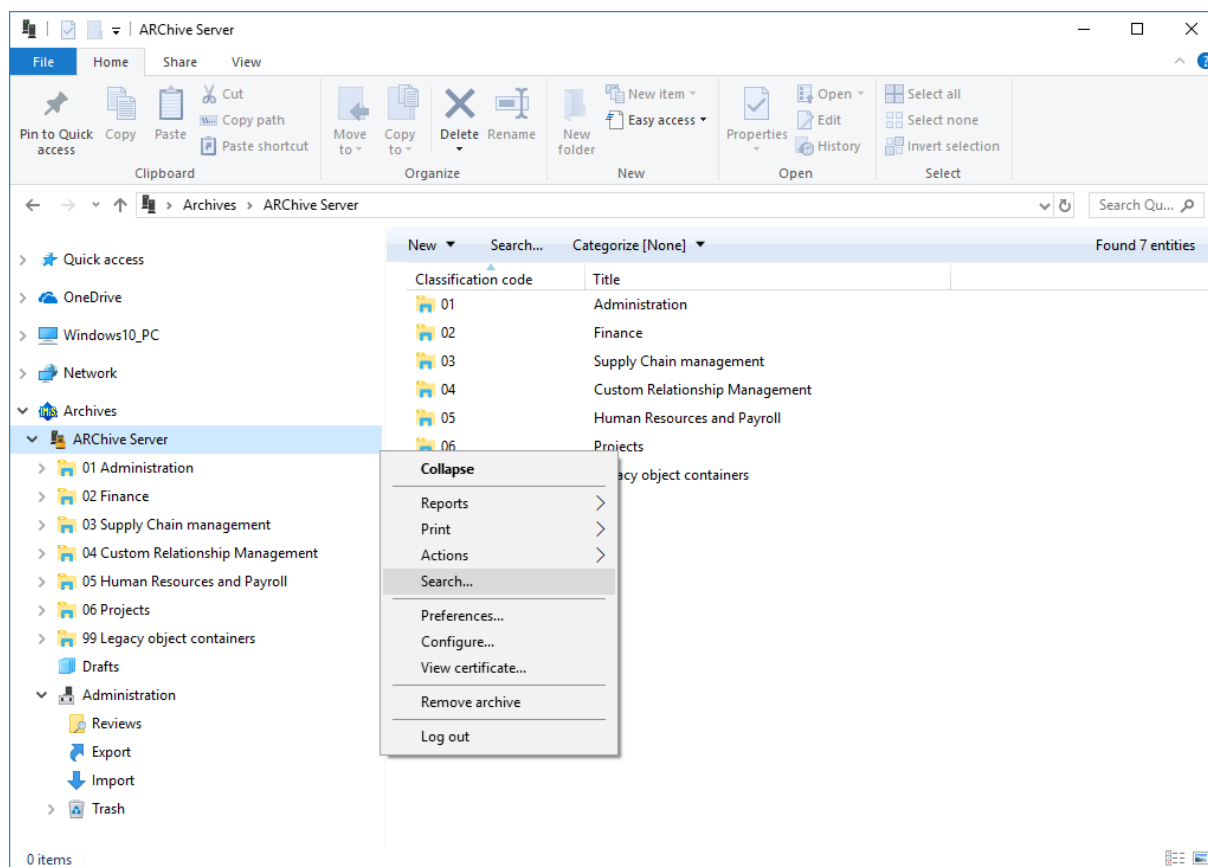 ARChive Server
File Home Share View
Pin to Quick access
Copy
Paste
Cut
Copy path
Paste shortcut
Clipboard
Move to
Copy to
Delete
Rename
Organize
New folder
New item
Easy access
New
Properties
Open
Edit
History
Open
Select all
Select none
Invert selection
Select
Archives > ARChive Server
Search Qu...
Quick access
OneDrive
Windows10_PC
Network
Archives
ARChive Server
01 Administration
02 Finance
03 Supply Chain management
04 Custom Relationship Management
05 Human Resources and Payroll
06 Projects
99 Legacy object containers
Drafts
Administration
Reviews
Export
Import
Trash
0 items
New Search... Categorize [None] Found 7 entities
Classification code Title
01 Administration
02 Finance
03 Supply Chain management
04 Custom Relationship Management
05 Human Resources and Payroll
06 Projects
object containers
Collapse
Reports
Print
Actions
Search...
Preferences...
Configure...
View certificate...
Remove archive
Log out